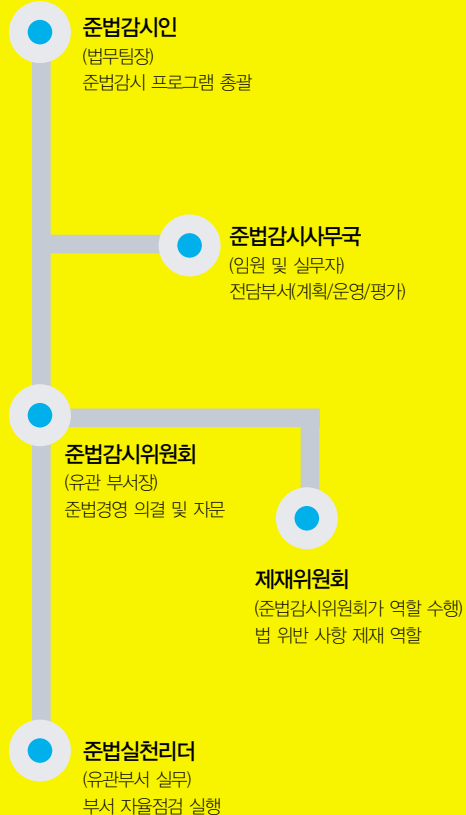 준법감시인
(법무팀장)
준법감시 프로그램 총괄
준법감시사무국
(임원 및 실무자)
전담부서(계획/운영/평가)
준법감시위원회
(유관 부서장)
준법경영 의결 및 자문
제재위원회
(준법감시위원회가 역할 수행)
법 위반 사항 제재 역할
준법실천리더
(유관부서 실무)
부서 자율점검 실행